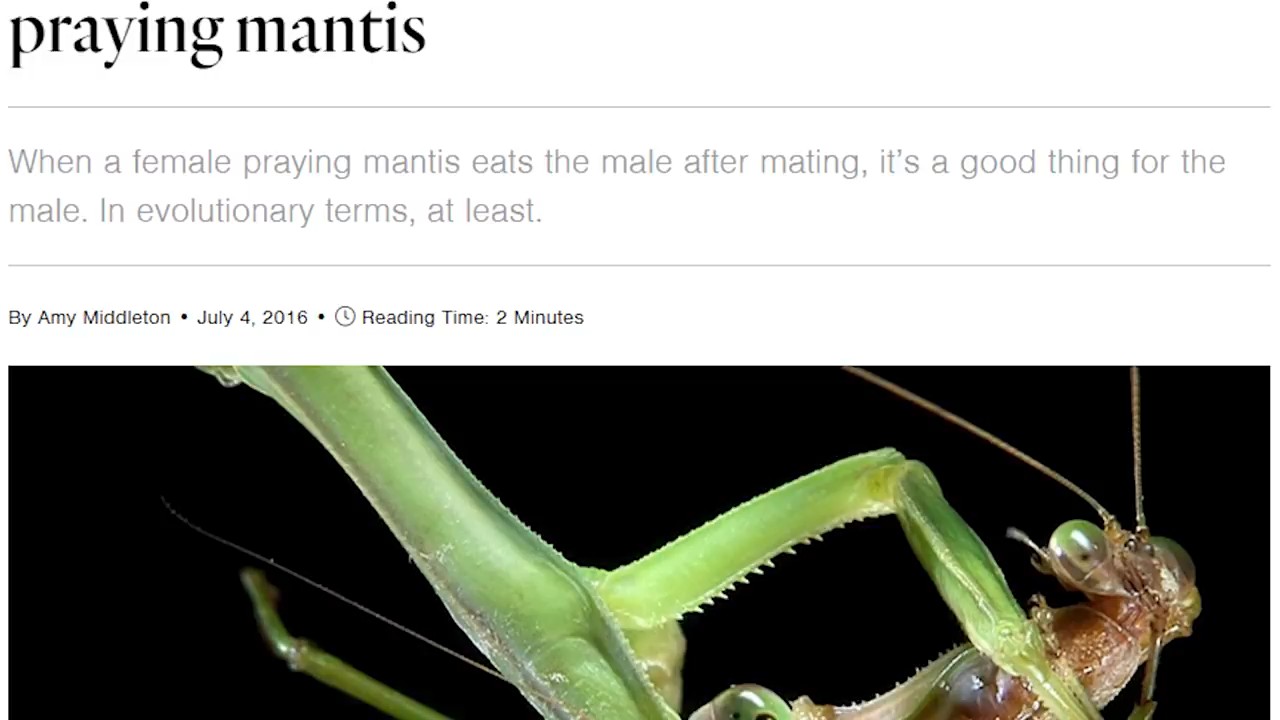 praying mantis
When a female praying mantis eats the male after mating, it’s a good thing for the
male. In evolutionary terms, at least.
By Amy Middleton • July 4, 2016 • Reading Time: 2 Minutes